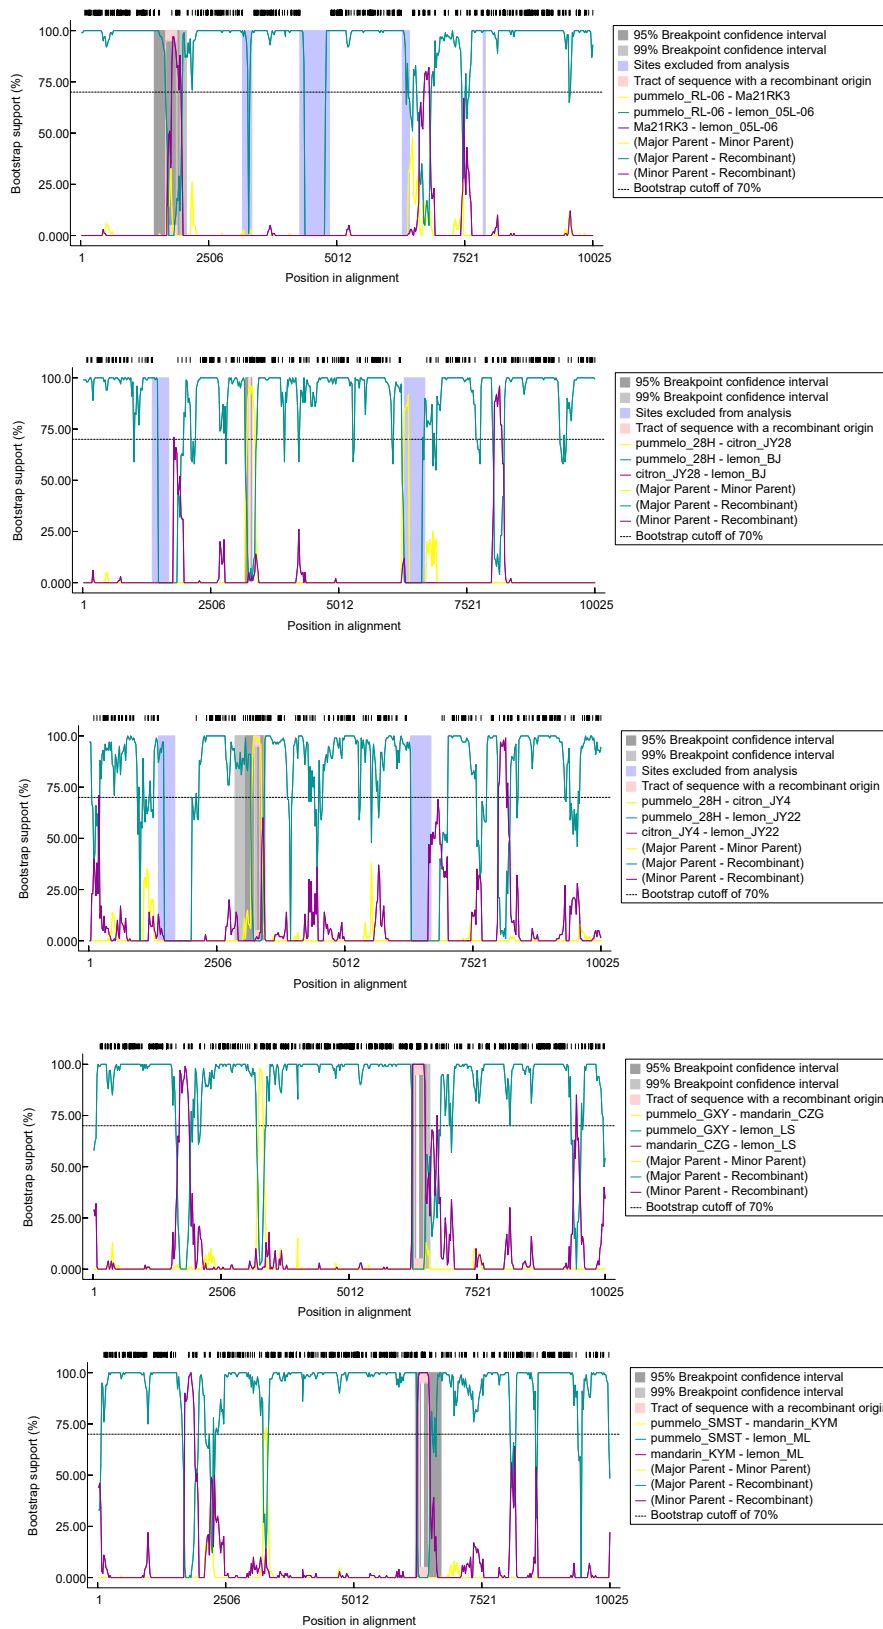 100.0
75.00
50.00
25.00
0.000
Bootstrap support (%)
1
2506
5012
7521
10025
Position in alignment
95% Breakpoint confidence interval
99% Breakpoint confidence interval
Sites excluded from analysis
Tract of sequence with a recombinant origin
pummelo_RL-06 - Ma21RK3
pummelo_RL-06 - lemon_05L-06
Ma21RK3 - lemon_05L-06
(Major Parent - Minor Parent)
(Major Parent - Recombinant)
(Minor Parent - Recombinant)
Bootstrap cutoff of 70%
100.0
75.00
50.00
25.00
0.000
Bootstrap support (%)
1
2506
5012
7521
10025
Position in alignment
95% Breakpoint confidence interval
99% Breakpoint confidence interval
Sites excluded from analysis
Tract of sequence with a recombinant origin
pummelo_28H - citron_JY28
pummelo_28H - lemon_BJ
citron_JY28 - lemon_BJ
(Major Parent - Minor Parent)
(Major Parent - Recombinant)
(Minor Parent - Recombinant)
Bootstrap cutoff of 70%
100.0
75.00
50.00
25.00
0.000
Bootstrap support (%)
1
2506
5012
7521
10025
Position in alignment
95% Breakpoint confidence interval
99% Breakpoint confidence interval
Sites excluded from analysis
Tract of sequence with a recombinant origin
pummelo_28H - citron_JY4
pummelo_28H - lemon_JY22
citron_JY4 - lemon_JY22
(Major Parent - Minor Parent)
(Major Parent - Recombinant)
(Minor Parent - Recombinant)
Bootstrap cutoff of 70%
100.0
75.00
50.00
25.00
0.000
Bootstrap support (%)
1
2506
5012
7521
10025
Position in alignment
95% Breakpoint confidence interval
99% Breakpoint confidence interval
Tract of sequence with a recombinant origin
pummelo_GXY - mandarin_CZG
pummelo_GXY - lemon_LS
mandarin_CZG - lemon_LS
(Major Parent - Minor Parent)
(Major Parent - Recombinant)
(Minor Parent - Recombinant)
Bootstrap cutoff of 70%
100.0
75.00
50.00
25.00
0.000
Bootstrap support (%)
1
2506
5012
7521
10025
Position in alignment
95% Breakpoint confidence interval
99% Breakpoint confidence interval
Tract of sequence with a recombinant origin
pummelo_SMST - mandarin_KYM
pummelo_SMST - lemon_ML
mandarin_KYM - lemon_ML
(Major Parent - Minor Parent)
(Major Parent - Recombinant)
(Minor Parent - Recombinant)
Bootstrap cutoff of 70%